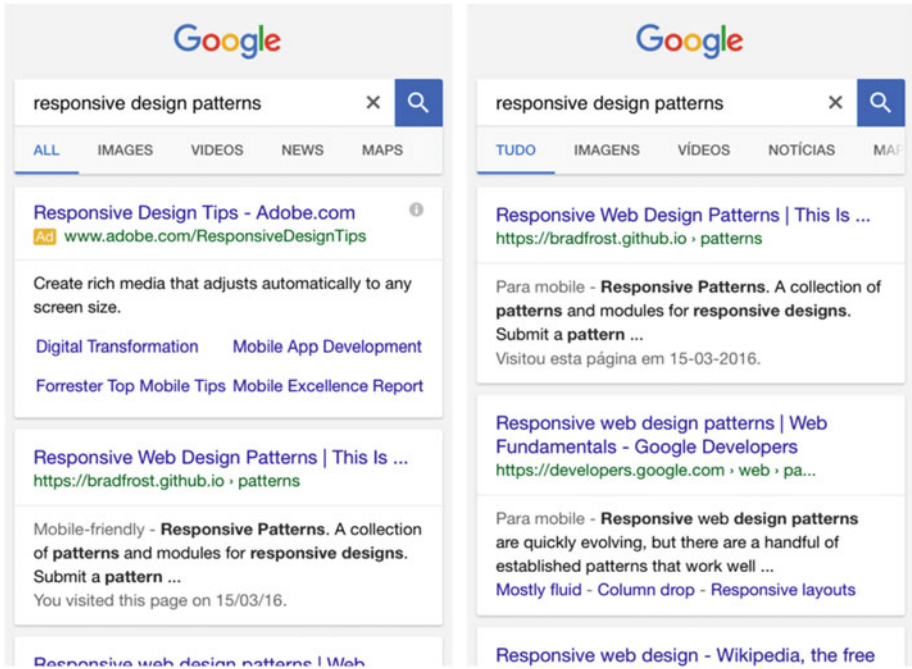 Google
responsive design patterns ×
ALL IMAGES VIDEOS NEWS MAPS
Responsive Design Tips - Adobe.com
Ad www.adobe.com/ResponsiveDesignTips
Create rich media that adjusts automatically to any
screen size.
Digital Transformation Mobile App Development
Forrester Top Mobile Tips Mobile Excellence Report
Responsive Web Design Patterns | This Is ...
https://bradfrost.github.io › patterns
Mobile-friendly - Responsive Patterns. A collection
of patterns and modules for responsive designs.
Submit a pattern ...
You visited this page on 15/03/16.
Responsive web design patterns | Web
Google
responsive design patterns ×
TUDO IMAGENS VÍDEOS NOTÍCIAS MAP
Responsive Web Design Patterns | This Is ...
https://bradfrost.github.io › patterns
Para mobile - Responsive Patterns. A collection of
patterns and modules for responsive designs.
Submit a pattern ...
Visitou esta página em 15-03-2016.
Responsive web design patterns | Web
Fundamentals - Google Developers
https://developers.google.com › web › pa...
Para mobile - Responsive web design patterns
are quickly evolving, but there are a handful of
established patterns that work well ...
Mostly fluid - Column drop - Responsive layouts
Responsive web design - Wikipedia, the free